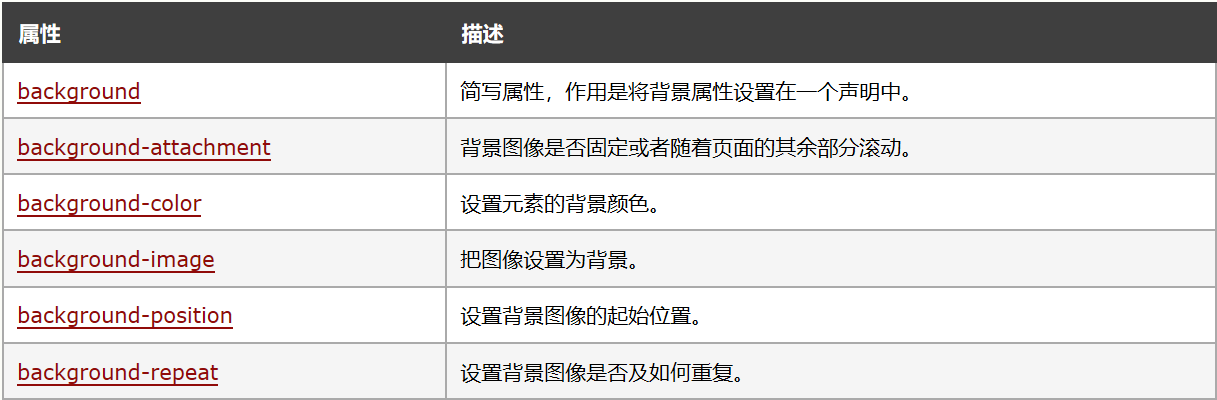 属性 描述
background 简写属性，作用是将背景属性设置在一个声明中。
background-attachment 背景图像是否固定或者随着页面的其余部分滚动。
background-color 设置元素的背景颜色。
background-image 把图像设置为背景。
background-position 设置背景图像的起始位置。
background-repeat 设置背景图像是否及如何重复。